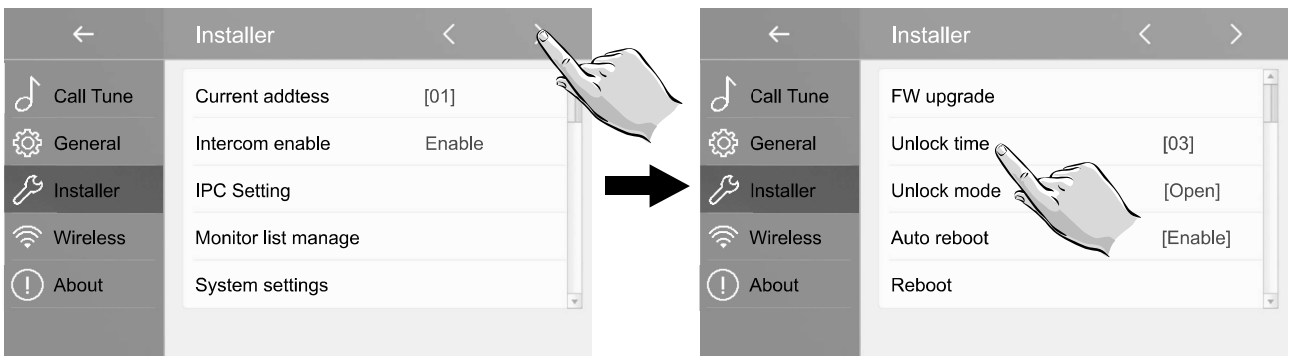 Installer
Call Tune
General
Installer
Wireless
About
Current addtess [01]
Intercom enable Enable
IPC Setting
Monitor list manage
System settings
Installer
Call Tune
General
Installer
Wireless
About
FW upgrade
Unlock time [03]
Unlock mode [Open]
Auto reboot [Enable]
Reboot